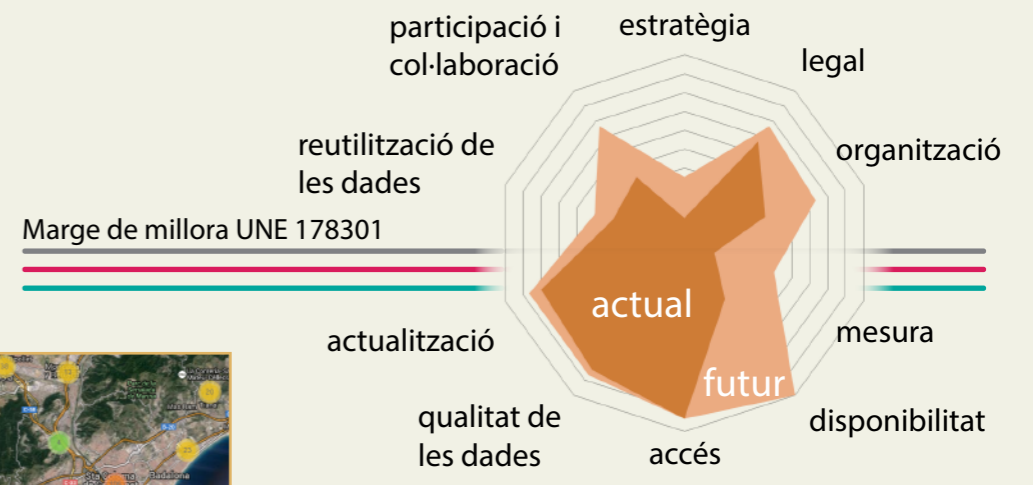 participació i
col·laboració
estratègia
legal
reutilització de
les dades
organització
Marge de millora UNE 178301
actual
actualització
mesura
futur
qualitat de
les dades
accés
disponibilitat
Badalona